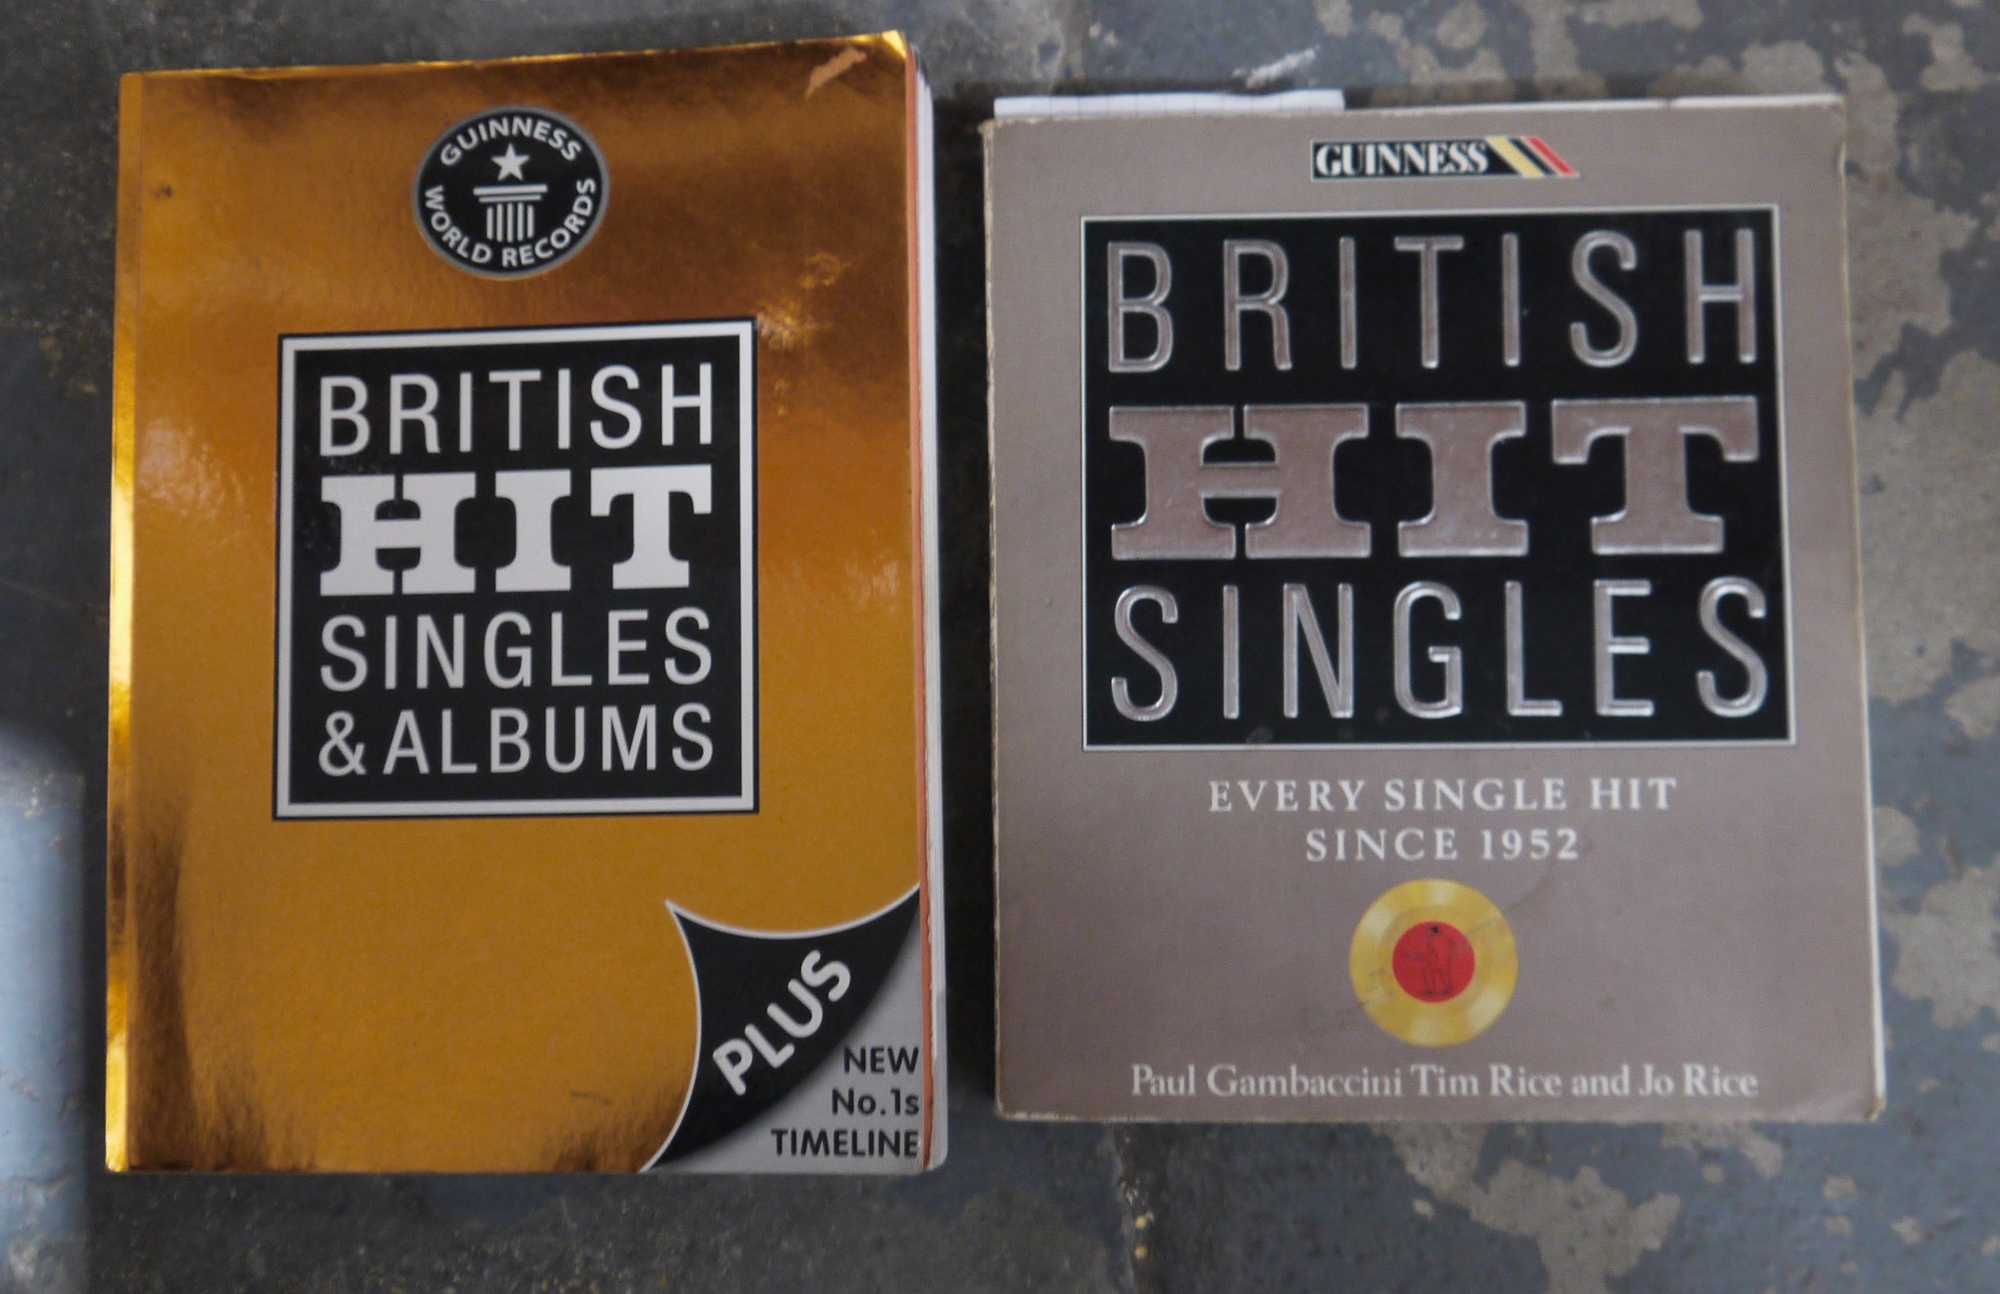 GUINNESS
WORLD RECORDS
BRITISH
HIT
SINGLES
& ALBUMS
PLUS
NEW
No.1s
TIMELINE
GUINNESS
BRITISH
HIT
SINGLES
EVERY SINGLE HIT
SINCE 1952
Paul Gambaccini Tim Rice and Jo Rice